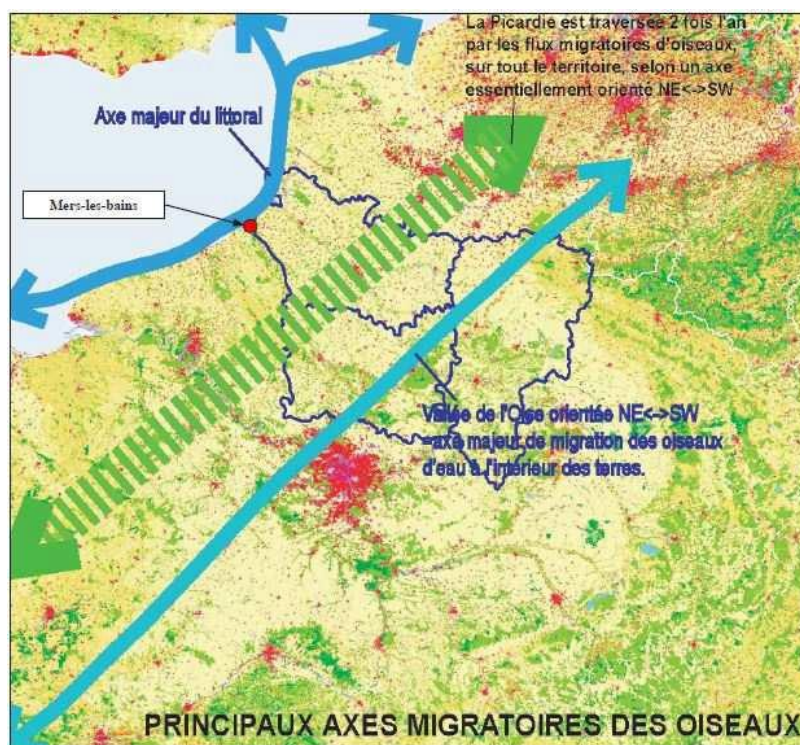 La Picardie est traversée 2 fois l'an
par les flux migratoires d'oiseaux,
sur tout le territoire, selon un axe
essentiellement orienté NE<->SW
Axe majeur du littoral
Mers-les-bains
Vallée de l'Oise orientée NE<->SW
=axe majeur de migration des oiseaux
d'eau à l'intérieur des terres.
PRINCIPAUX AXES MIGRATOIRES DES OISEAUX